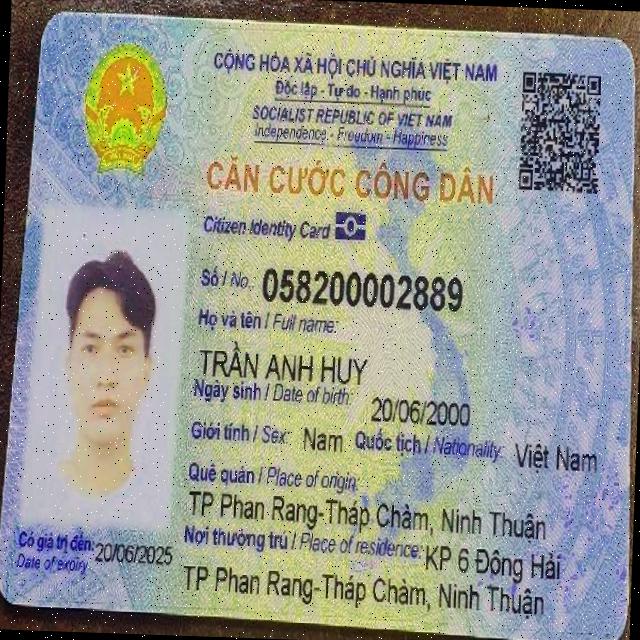 CỘNG HÒA XÃ HỘI CHỦ NGHĨA VIỆT NAM
Độc lập - Tự do - Hạnh phúc
SOCIALIST REPUBLIC OF VIET NAM
Independence - Freedom - Happiness
CĂN CƯỚC CÔNG DÂN
Citizen Identity Card
Số / No. 058200002889
Họ và tên / Full name:
TRẦN ANH HUY
Ngày sinh / Date of birth: 20/06/2000
Giới tính / Sex: Nam Quốc tịch / Nationality: Việt Nam
Quê quán / Place of origin:
TP Phan Rang-Tháp Chàm, Ninh Thuận
Nơi thường trú / Place of residence: KP 6 Đông Hải
TP Phan Rang-Tháp Chàm, Ninh Thuận
Có giá trị đến: 20/06/2025
Date of expiry